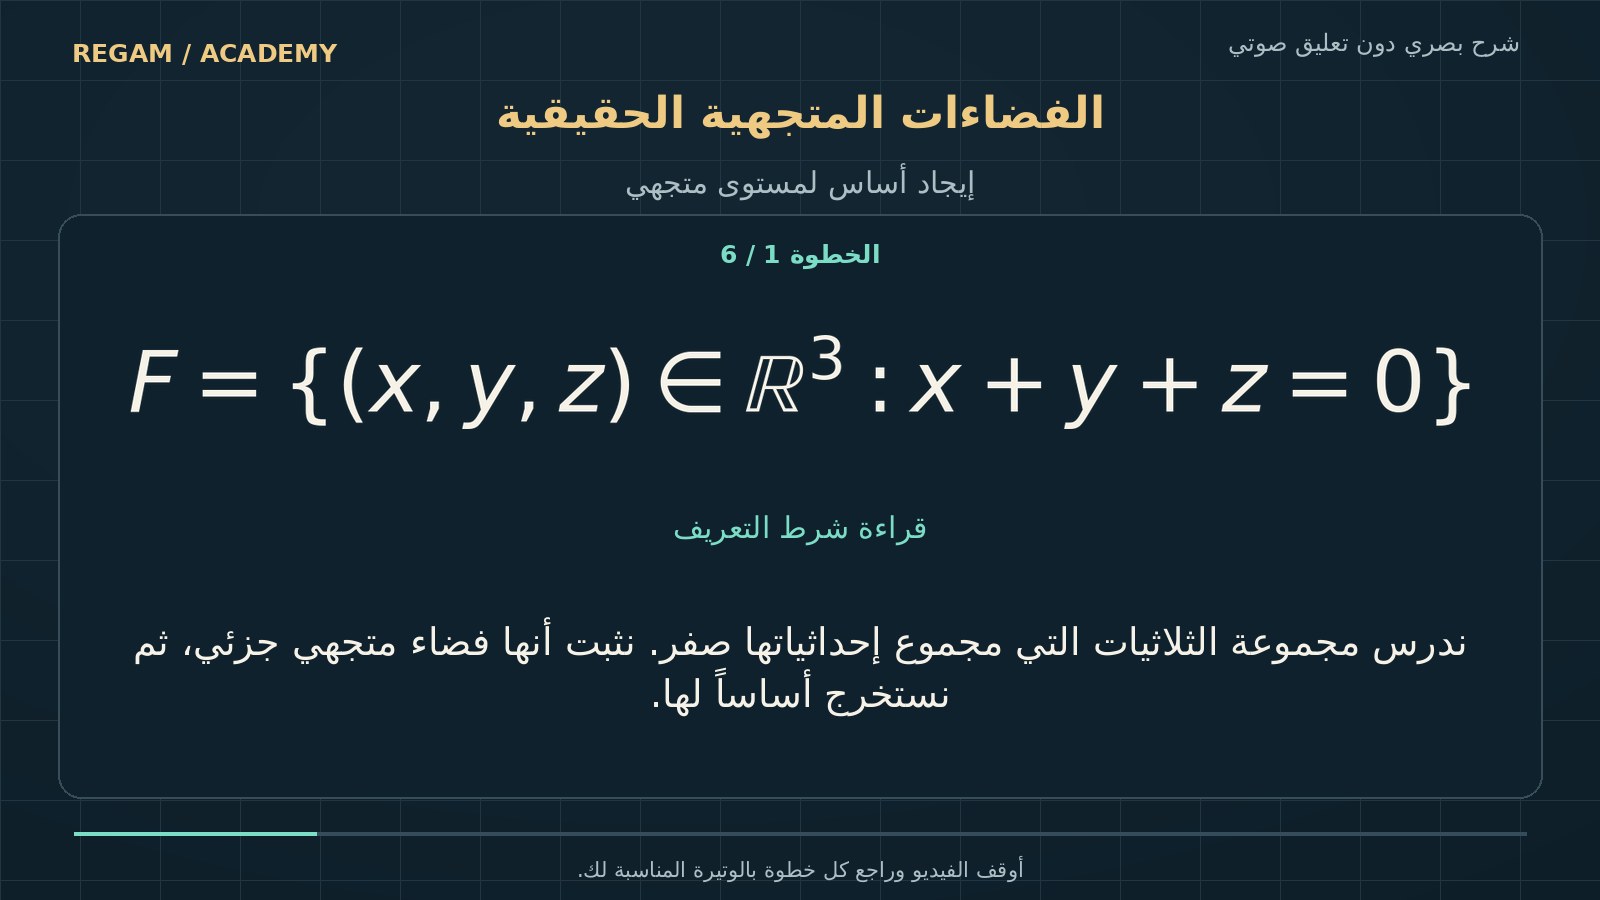 REGAM / ACADEMY
شرح بصري دون تعليق صوتي
الفضاءات المتجهية الحقيقية
إيجاد أساس لمستوى متجهي
الخطوة 1 / 6
F = {(x, y, z) ∈ ℝ³ : x + y + z = 0}
قراءة شرط التعريف
ندرس مجموعة الثلاثيات التي مجموع إحداثياتها صفر. نثبت أنها فضاء متجهي جزئي، ثم
نستخرج أساساً لها.
أوقف الفيديو وراجع كل خطوة بالوتيرة المناسبة لك.